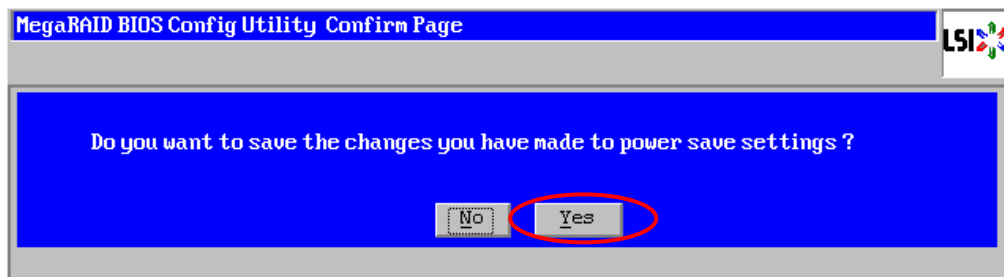 MegaRAID BIOS Config Utility Confirm Page
LSI
Do you want to save the changes you have made to power save settings ?
No
Yes